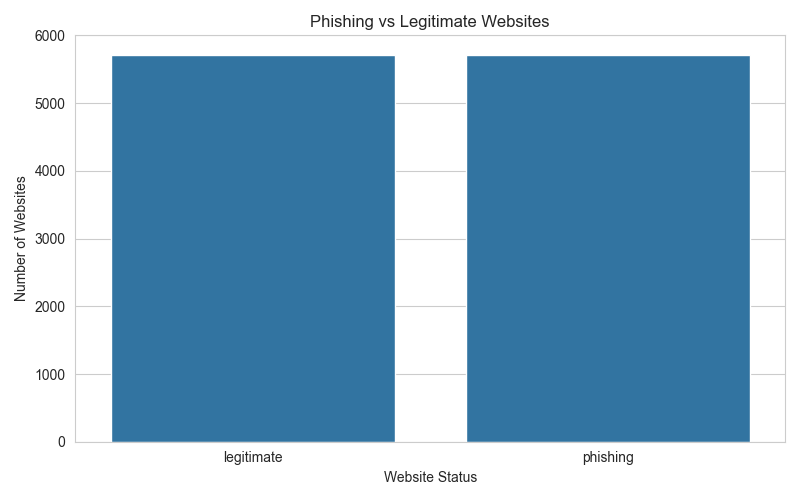 Phishing vs Legitimate Websites
6000
5000
4000
3000
2000
1000
0
Number of Websites
legitimate phishing
Website Status